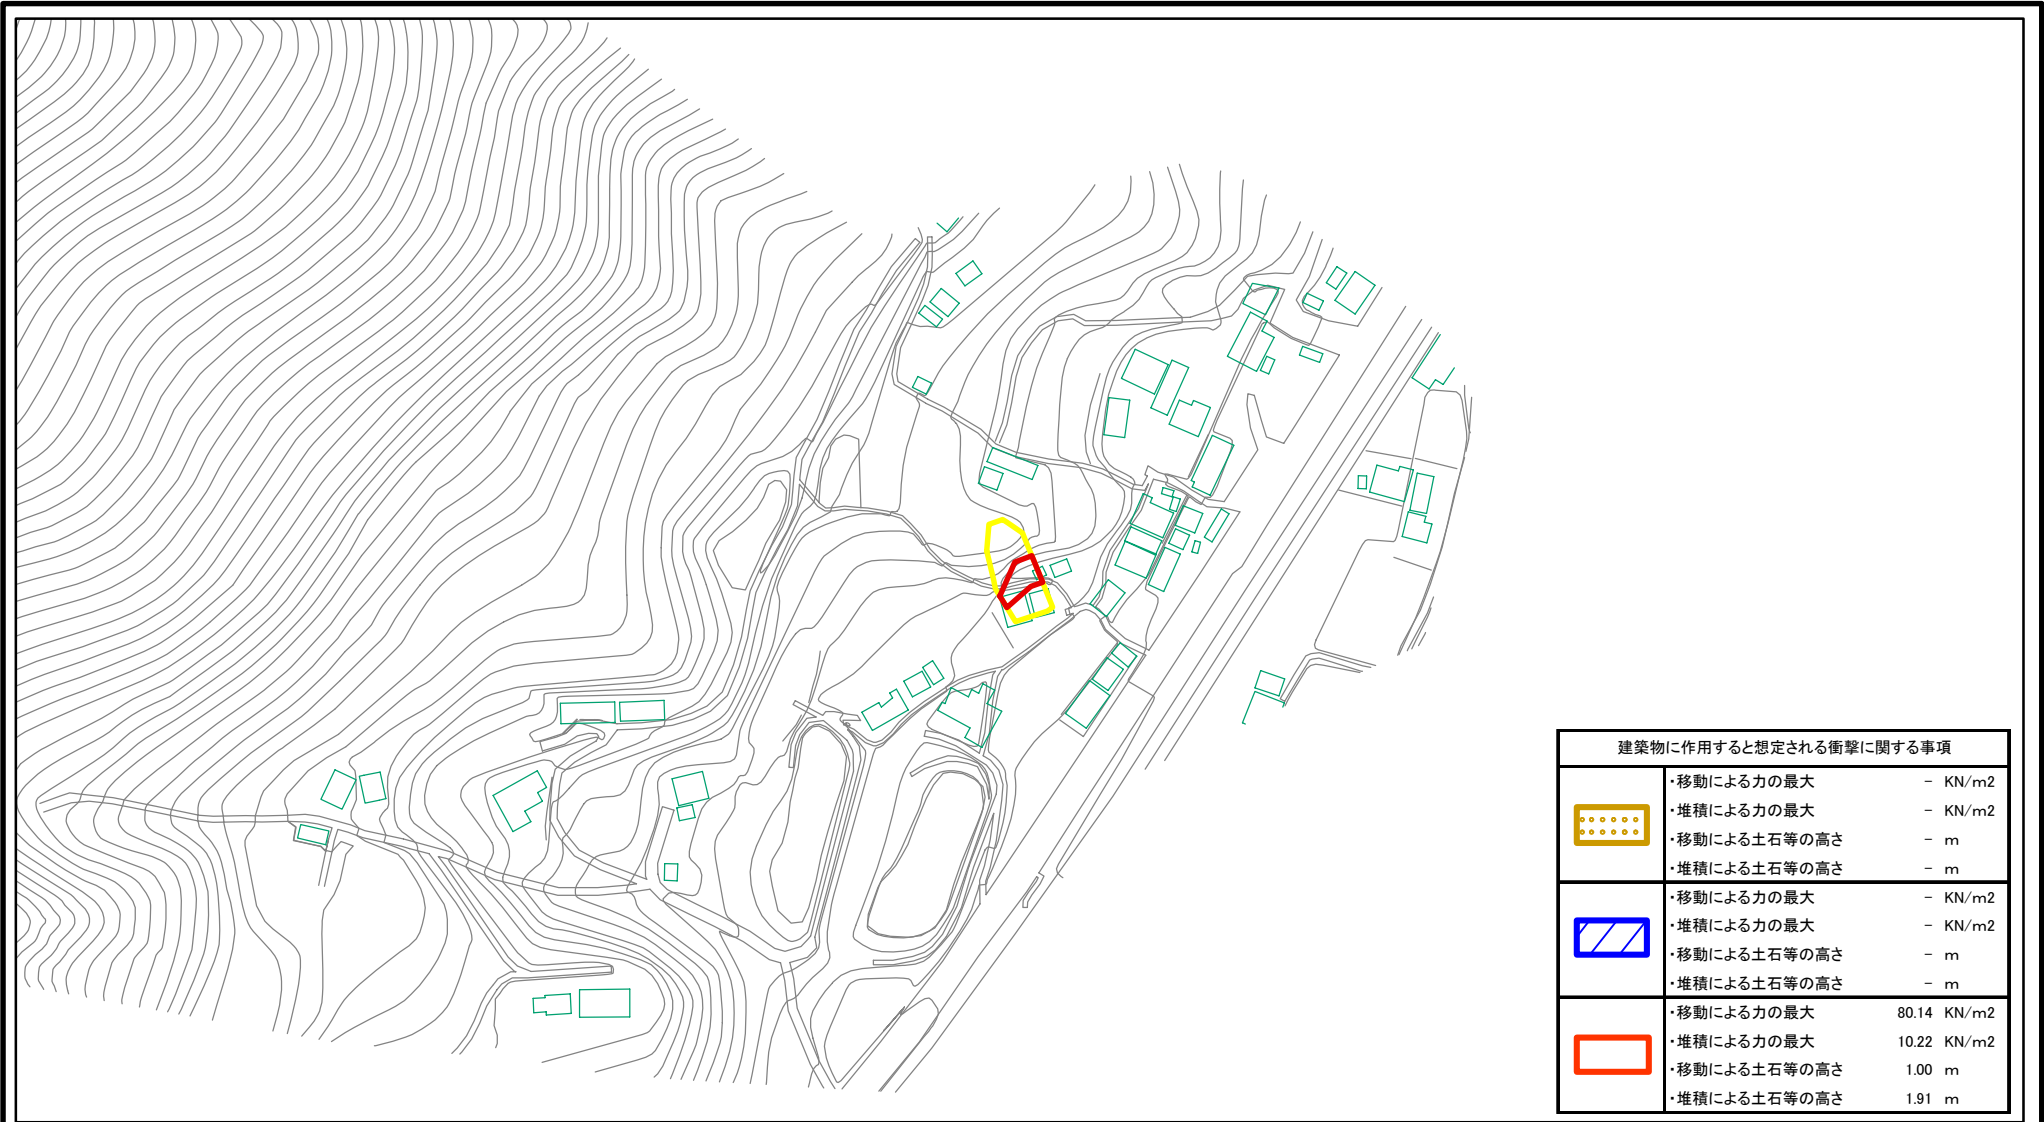 建築物に作用すると想定される衝撃に関する事項
・移動による力の最大 － KN/m2
・堆積による力の最大 － KN/m2
・移動による土石等の高さ － m
・堆積による土石等の高さ － m
・移動による力の最大 － KN/m2
・堆積による力の最大 － KN/m2
・移動による土石等の高さ － m
・堆積による土石等の高さ － m
・移動による力の最大 80.14 KN/m2
・堆積による力の最大 10.22 KN/m2
・移動による土石等の高さ 1.00 m
・堆積による土石等の高さ 1.91 m